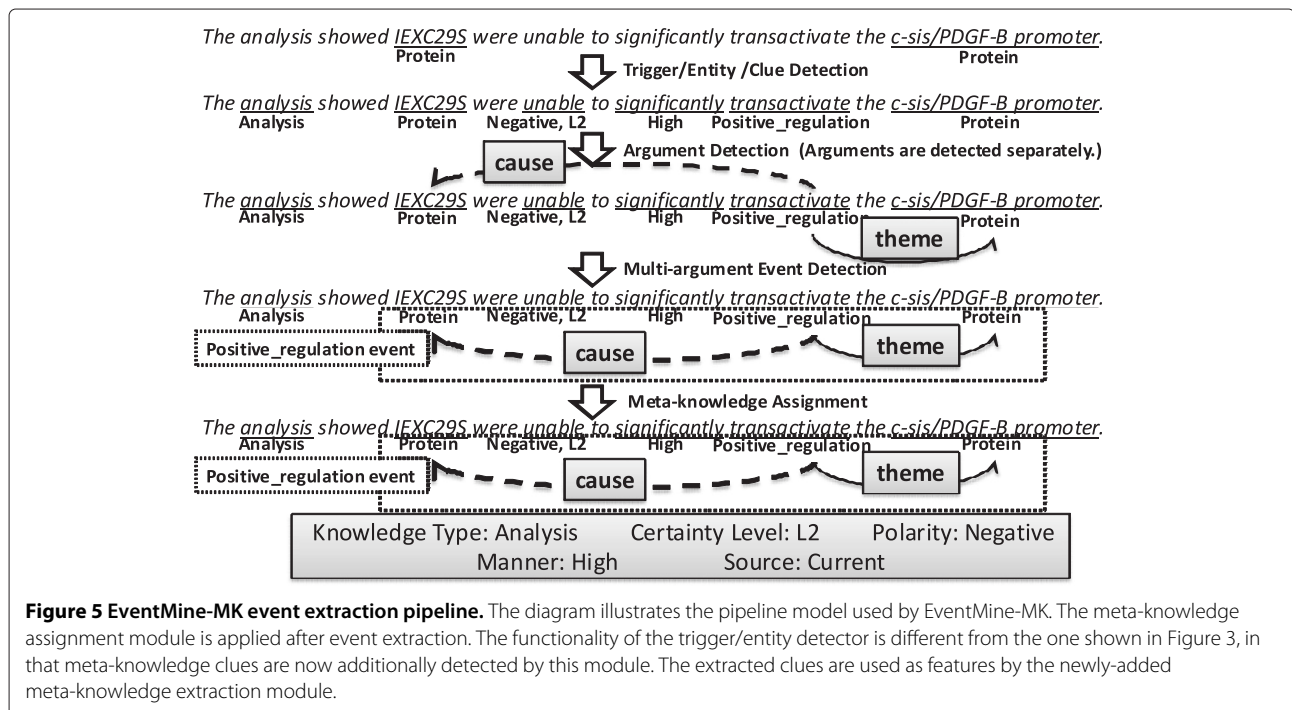 The analysis showed IEXC29S were unable to significantly transactivate the c-sis/PDGF-B promoter.
Protein Protein
Trigger/Entity /Clue Detection
The analysis showed IEXC29S were unable to significantly transactivate the c-sis/PDGF-B promoter.
Analysis Protein Negative, L2 High Positive_regulation Protein
Argument Detection (Arguments are detected separately.)
cause
The analysis showed IEXC29S were unable to significantly transactivate the c-sis/PDGF-B promoter.
Analysis Protein Negative, L2 High Positive_regulation Protein
theme
Multi-argument Event Detection
The analysis showed IEXC29S were unable to significantly transactivate the c-sis/PDGF-B promoter.
Analysis Protein Negative, L2 High Positive_regulation Protein
Positive_regulation event cause theme
Meta-knowledge Assignment
The analysis showed IEXC29S were unable to significantly transactivate the c-sis/PDGF-B promoter.
Analysis Protein Negative, L2 High Positive_regulation Protein
Positive_regulation event cause theme
Knowledge Type: Analysis Certainty Level: L2 Polarity: Negative
Manner: High Source: Current
Figure 5 EventMine-MK event extraction pipeline. The diagram illustrates the pipeline model used by EventMine-MK. The meta-knowledge
assignment module is applied after event extraction. The functionality of the trigger/entity detector is different from the one shown in Figure 3, in
that meta-knowledge clues are now additionally detected by this module. The extracted clues are used as features by the newly-added
meta-knowledge extraction module.